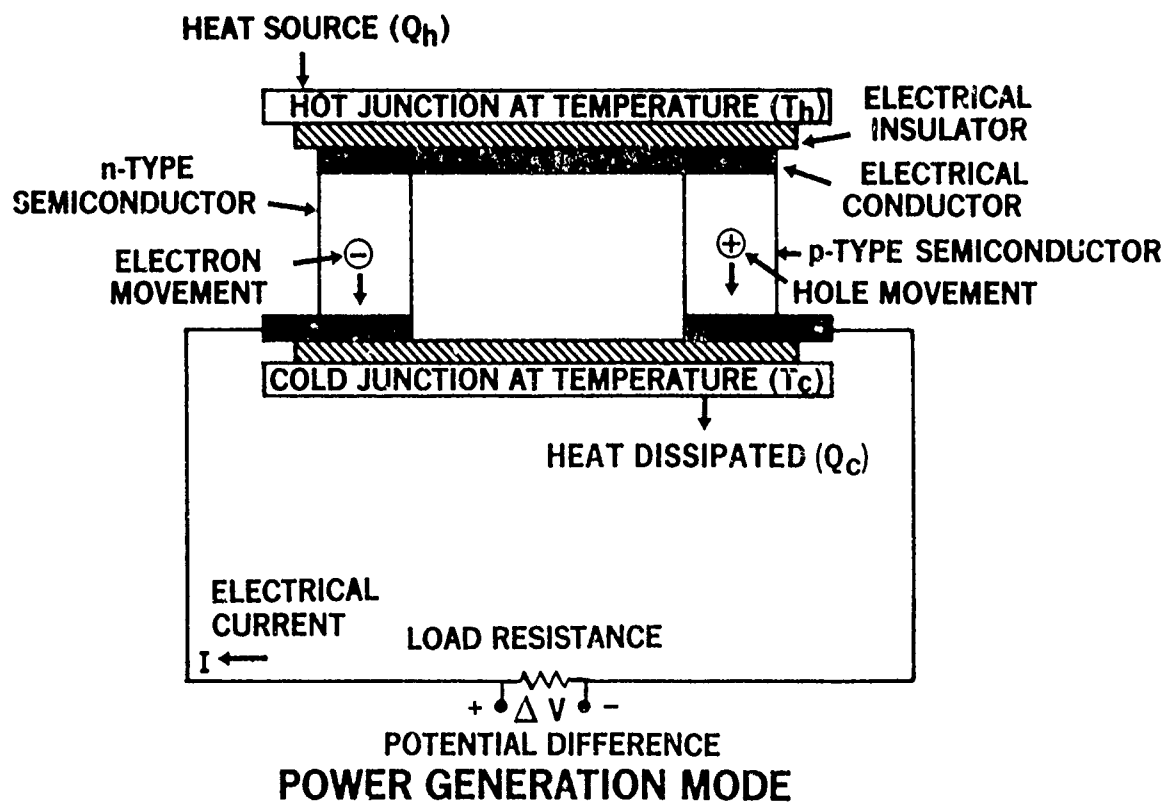 HEAT SOURCE (Qh)
HOT JUNCTION AT TEMPERATURE (Th)
ELECTRICAL
INSULATOR
n-TYPE
SEMICONDUCTOR
ELECTRICAL
CONDUCTOR
ELECTRON
MOVEMENT
−
+
p-TYPE SEMICONDUCTOR
HOLE MOVEMENT
COLD JUNCTION AT TEMPERATURE (Tc)
HEAT DISSIPATED (Qc)
ELECTRICAL
CURRENT
I
LOAD RESISTANCE
+ Δ V −
POTENTIAL DIFFERENCE
POWER GENERATION MODE